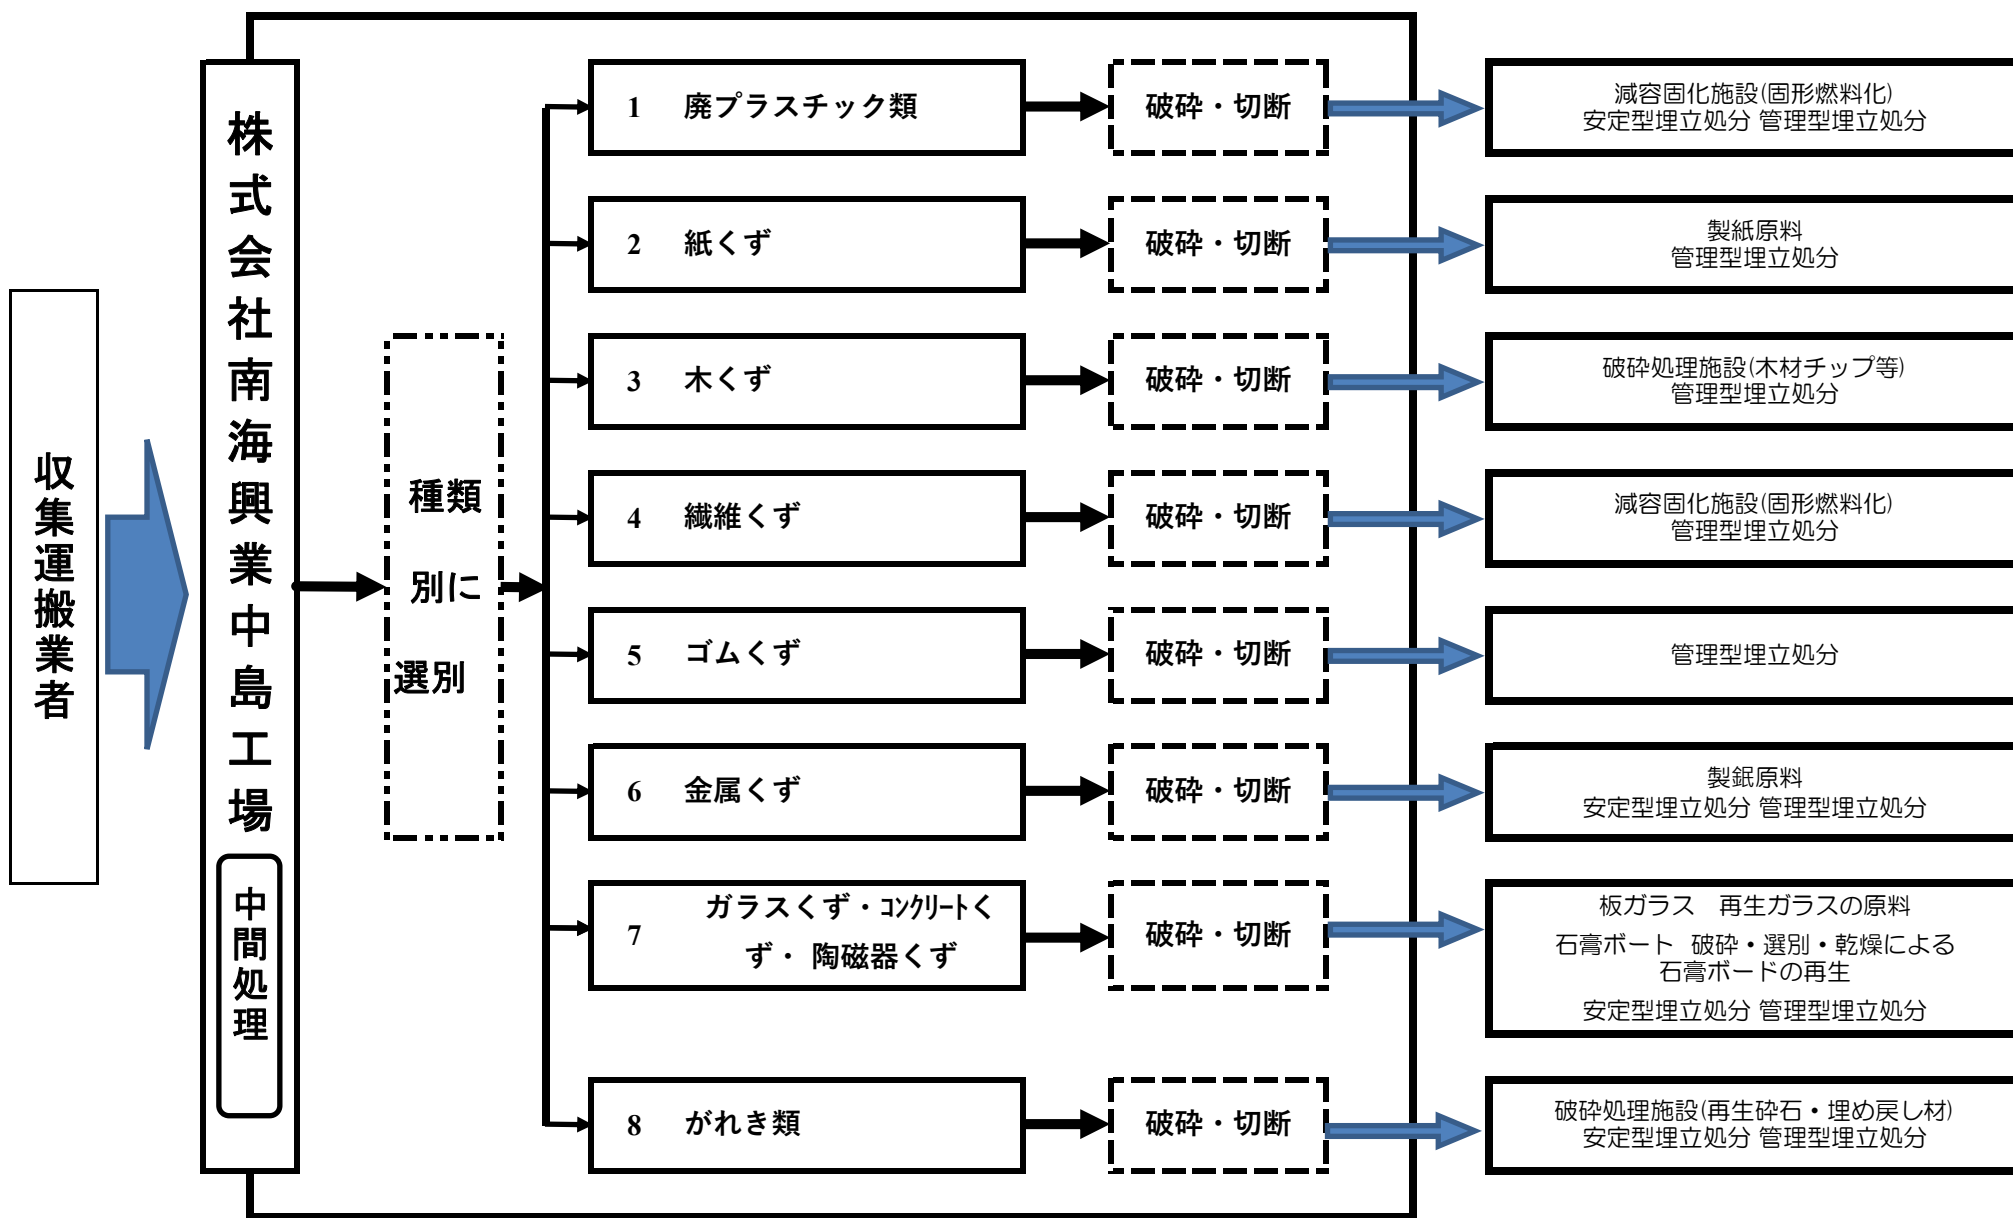 収集運搬業者
株式会社南海興業中島工場
中間処理
種類
別に
選別
1 廃プラスチック類
破砕・切断
減容固化施設(固形燃料化)
安定型埋立処分 管理型埋立処分
2 紙くず
破砕・切断
製紙原料
管理型埋立処分
3 木くず
破砕・切断
破砕処理施設(木材チップ等)
管理型埋立処分
4 繊維くず
破砕・切断
減容固化施設(固形燃料化)
管理型埋立処分
5 ゴムくず
破砕・切断
管理型埋立処分
6 金属くず
破砕・切断
製鋠原料
安定型埋立処分 管理型埋立処分
7 ガラスくず・コンクリートく
ず・ 陶磁器くず
破砕・切断
板ガラス 再生ガラスの原料
石膏ボート 破砕・選別・乾燥による
石膏ボードの再生
安定型埋立処分 管理型埋立処分
8 がれき類
破砕・切断
破砕処理施設(再生砕石・埋め戻し材)
安定型埋立処分 管理型埋立処分